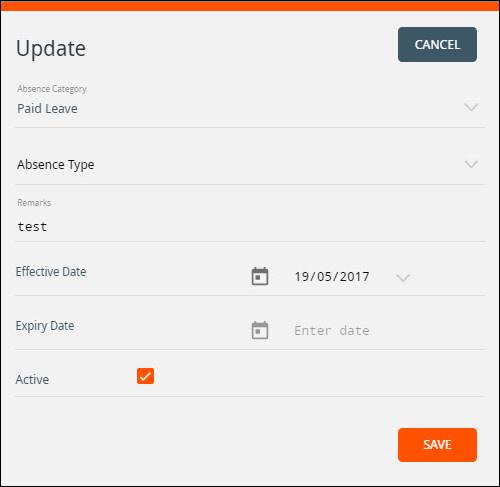 Update
CANCEL
Absence Category
Paid Leave
Absence Type
Remarks
test
Effective Date 19/05/2017
Expiry Date Enter date
Active
SAVE